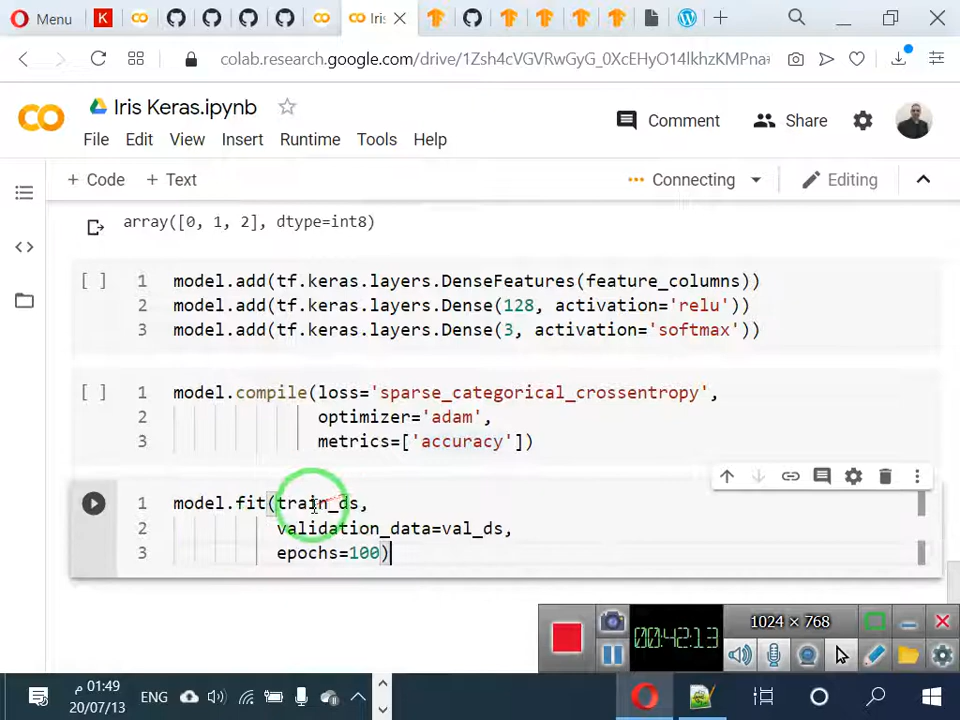 Menu
K
Iris
colab.research.google.com/drive/1Zsh4cVGVRwGyG_0XcEHyO14lkhzKMPna
Iris Keras.ipynb
Comment
Share
File Edit View Insert Runtime Tools Help
+ Code + Text
Connecting
Editing
array([0, 1, 2], dtype=int8)
[ ] 1 model.add(tf.keras.layers.DenseFeatures(feature_columns))
2 model.add(tf.keras.layers.Dense(128, activation='relu'))
3 model.add(tf.keras.layers.Dense(3, activation='softmax'))
[ ] 1 model.compile(loss='sparse_categorical_crossentropy',
2 optimizer='adam',
3 metrics=['accuracy'])
1 model.fit(train_ds,
2 validation_data=val_ds,
3 epochs=100)
1024 × 768
00:42:13
ENG
01:49 م
20/07/13